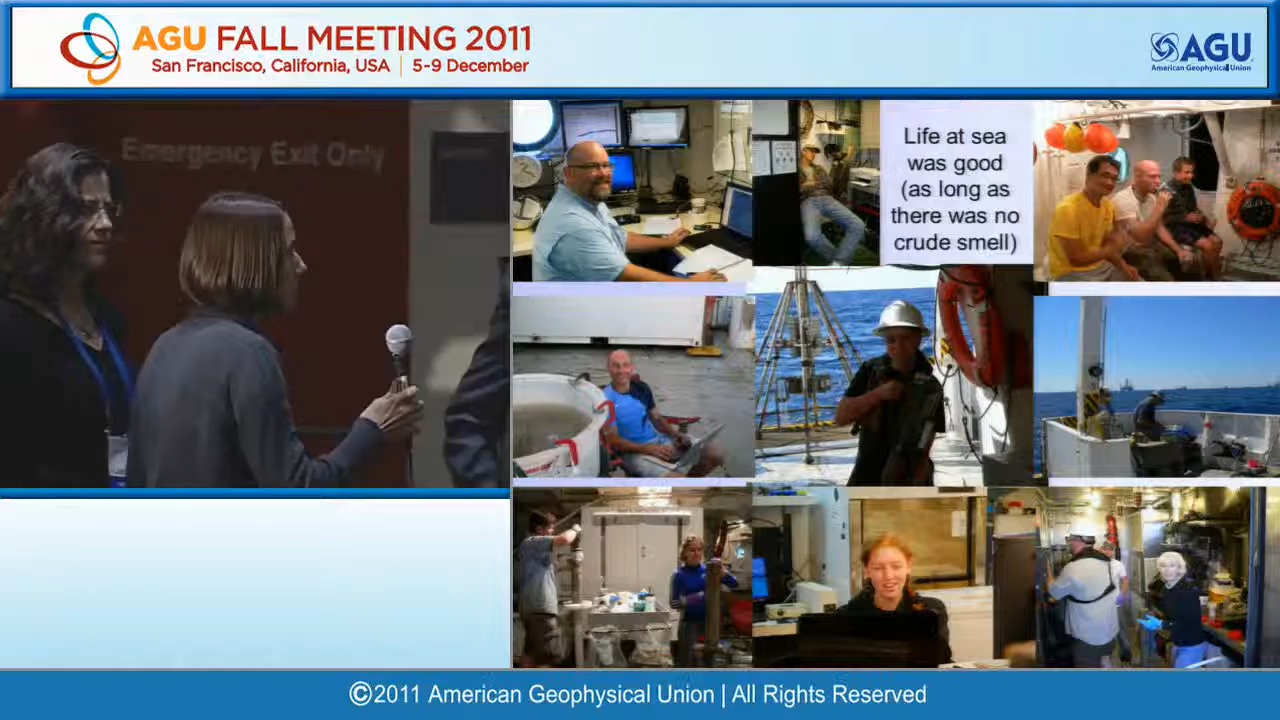 AGU FALL MEETING 2011
San Francisco, California, USA | 5-9 December
AGU
American Geophysical Union
Emergency Exit Only
Life at sea
was good
(as long as
there was no
crude smell)
©2011 American Geophysical Union | All Rights Reserved